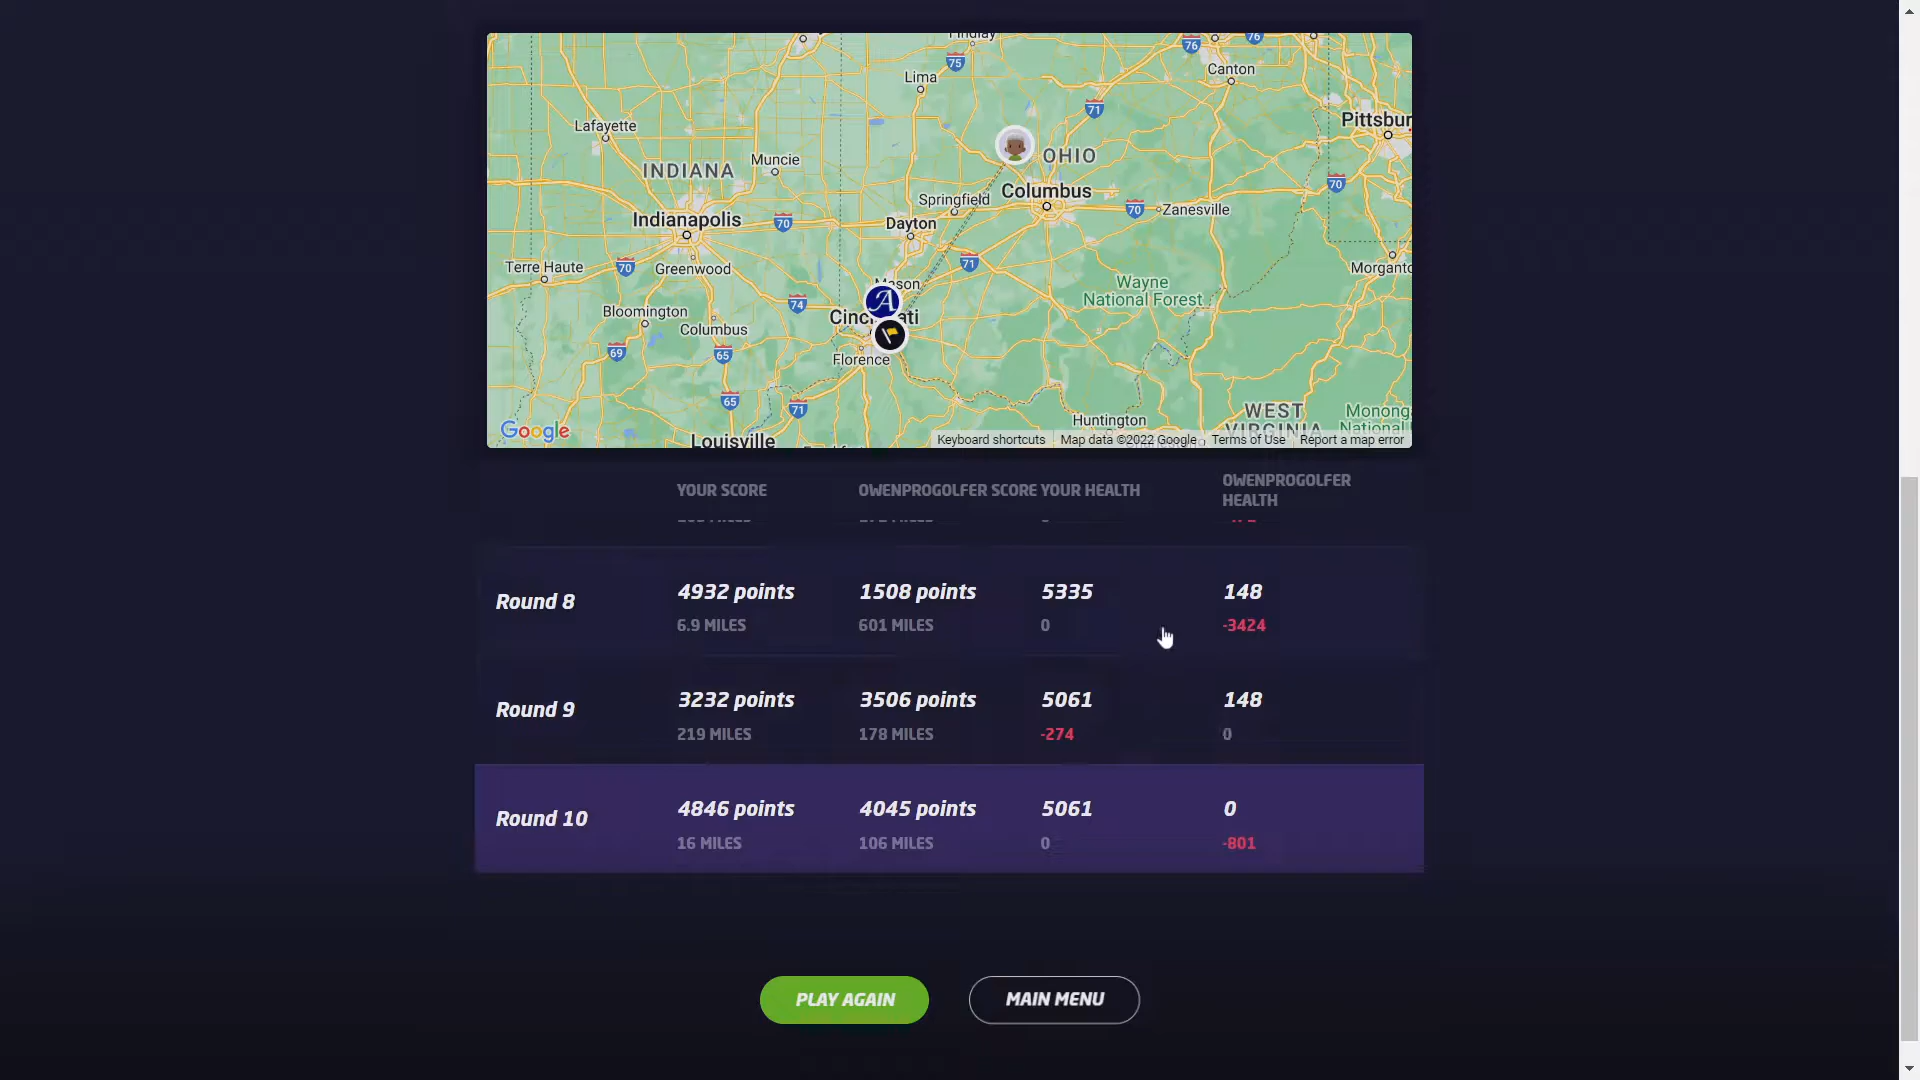 Findlay
76
76
75
Canton
Lima
71
Pittsbur
Lafayette
OHIO
Muncie
INDIANA
70
Columbus
Springfield
70
Zanesville
Indianapolis
70
Dayton
Terre Haute
70
Greenwood
71
Morganto
Mason
Wayne
National Forest
74
A
Bloomington
Cinc ati
Columbus
69
65
Florence
65
71
WEST
VIRGINIA
Monong
National
Huntington
Google
Louisville
Keyboard shortcuts
Map data ©2022 Google
Terms of Use
Report a map error
YOUR SCORE
OWENPROGOLFER SCORE
YOUR HEALTH
OWENPROGOLFER
HEALTH
Round 8
4932 points
1508 points
5335
148
6.9 MILES
601 MILES
0
-3424
Round 9
3232 points
3506 points
5061
148
219 MILES
178 MILES
-274
0
Round 10
4846 points
4045 points
5061
0
16 MILES
106 MILES
0
-801
PLAY AGAIN
MAIN MENU